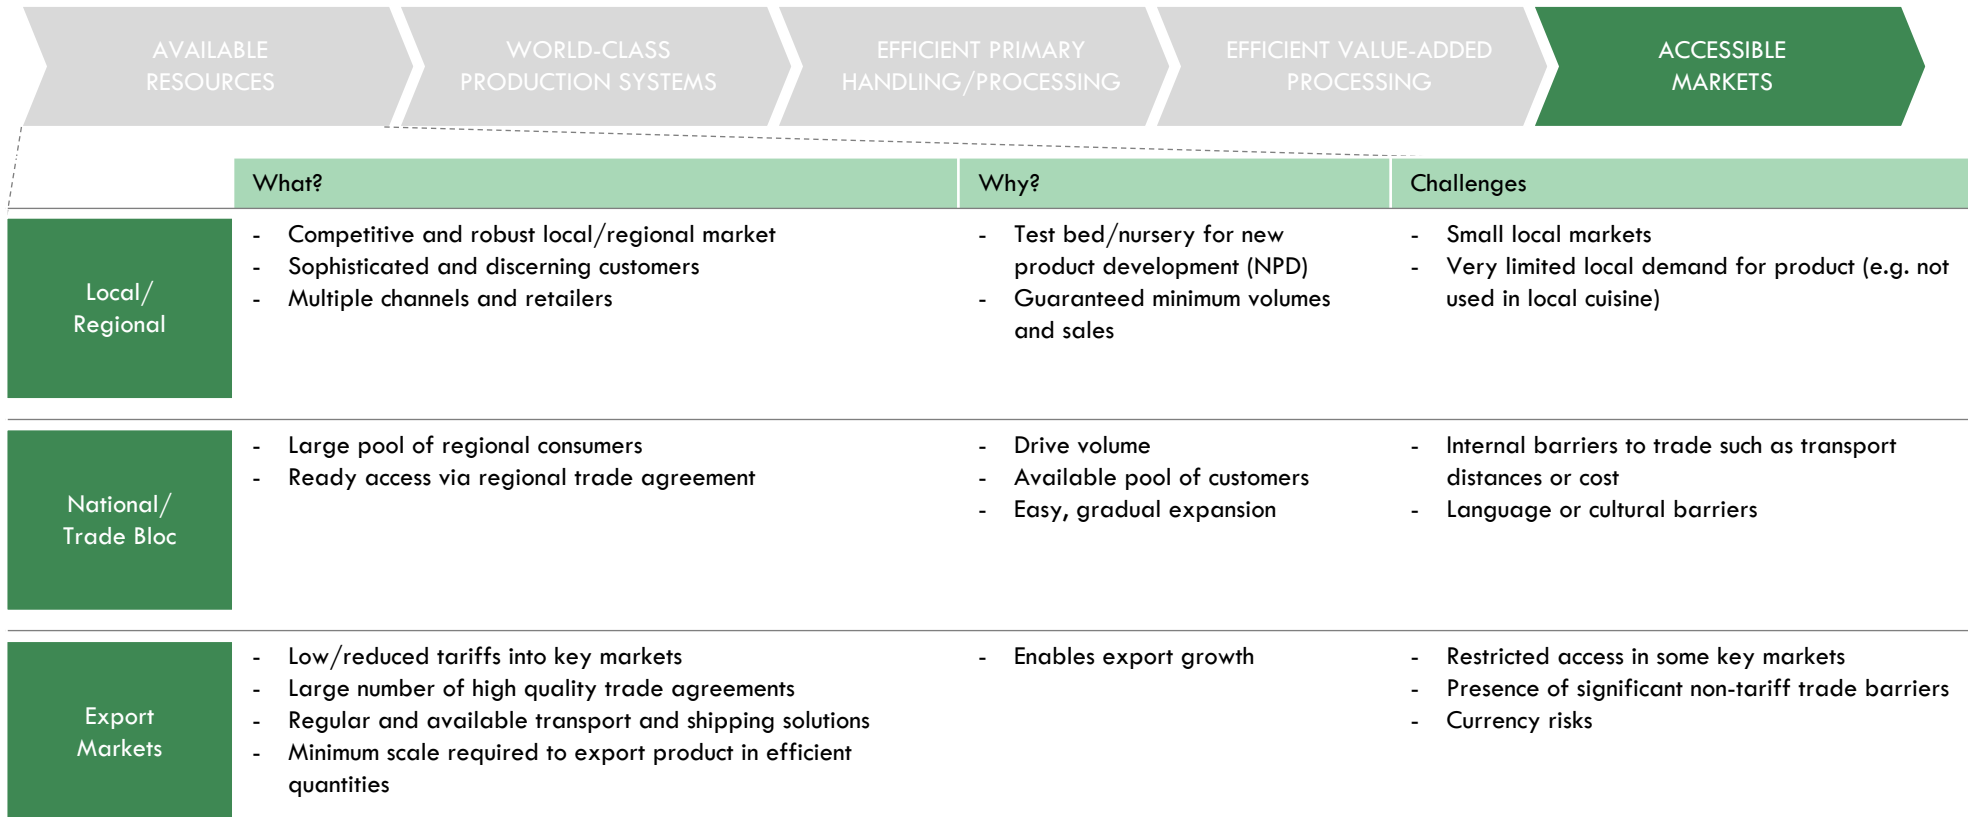 AVAILABLE
RESOURCES
WORLD-CLASS
PRODUCTION SYSTEMS
EFFICIENT PRIMARY
HANDLING/PROCESSING
EFFICIENT VALUE-ADDED
PROCESSING
ACCESSIBLE
MARKETS
What?
Why?
Challenges
Local/
Regional
- Competitive and robust local/regional market
- Sophisticated and discerning customers
- Multiple channels and retailers
- Test bed/nursery for new
product development (NPD)
- Guaranteed minimum volumes
and sales
- Small local markets
- Very limited local demand for product (e.g. not
used in local cuisine)
National/
Trade Bloc
- Large pool of regional consumers
- Ready access via regional trade agreement
- Drive volume
- Available pool of customers
- Easy, gradual expansion
- Internal barriers to trade such as transport
distances or cost
- Language or cultural barriers
Export
Markets
- Low/reduced tariffs into key markets
- Large number of high quality trade agreements
- Regular and available transport and shipping solutions
- Minimum scale required to export product in efficient
quantities
- Enables export growth
- Restricted access in some key markets
- Presence of significant non-tariff trade barriers
- Currency risks